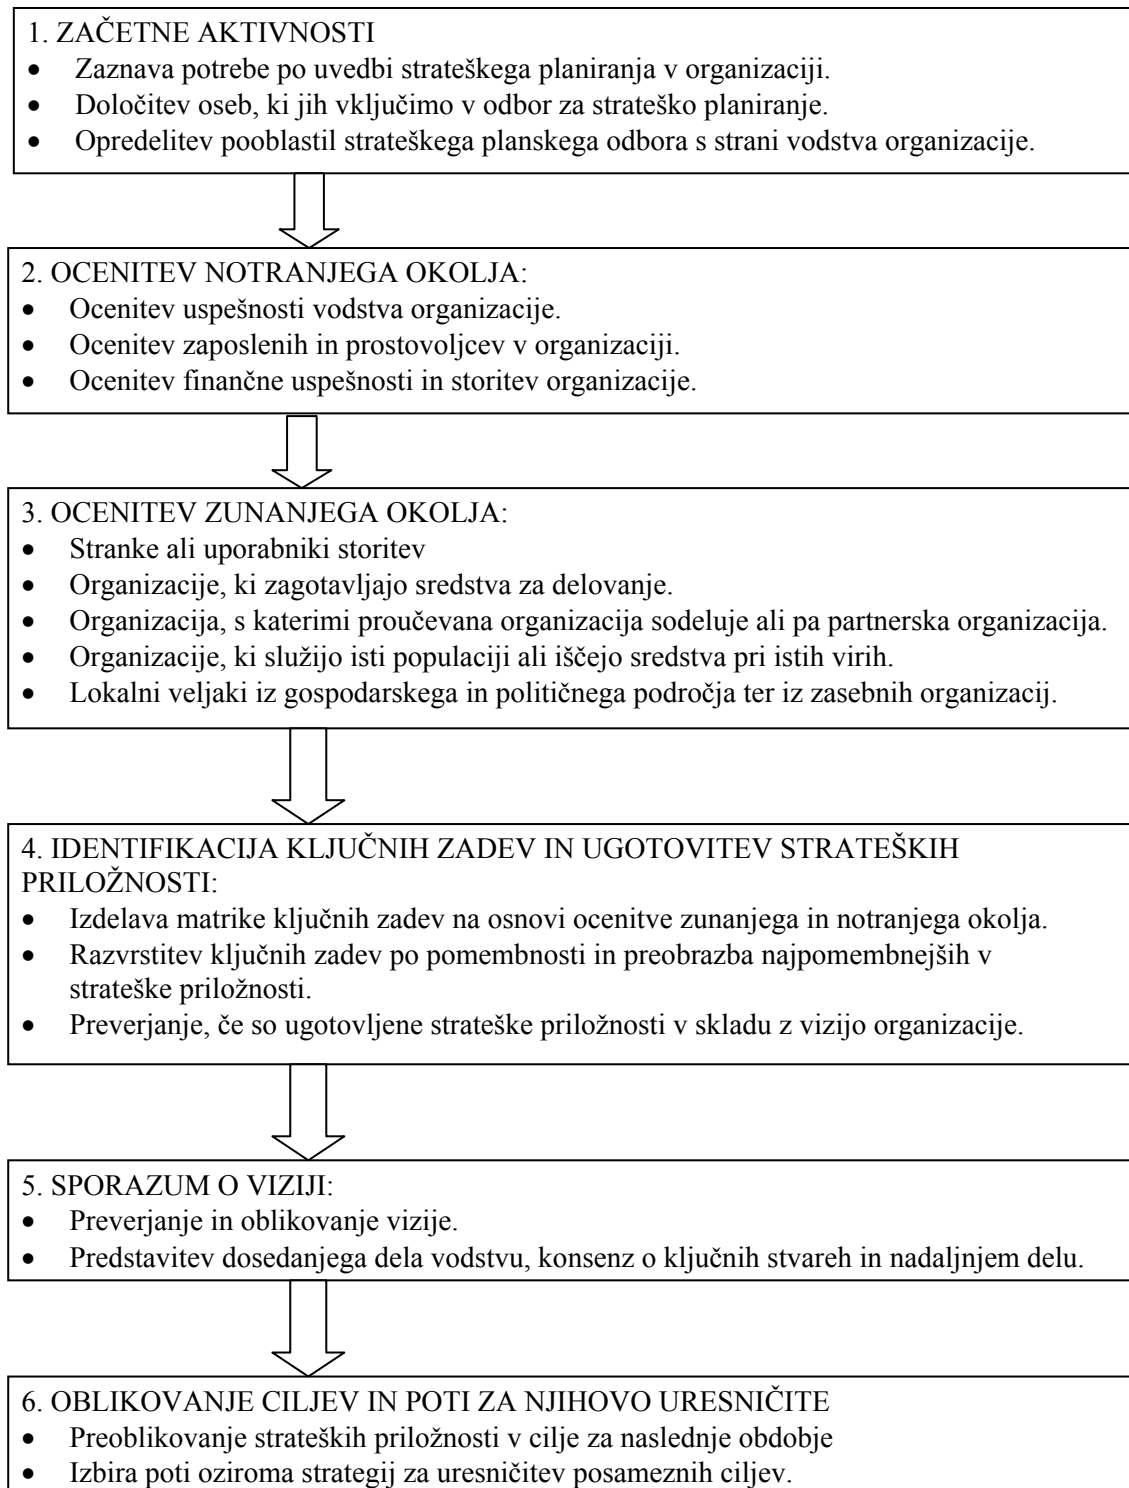 1. ZAČETNE AKTIVNOSTI
• Zaznava potrebe po uvedbi strateškega planiranja v organizaciji.
• Določitev oseb, ki jih vključimo v odbor za strateško planiranje.
• Opredelitev pooblastil strateškega planskega odbora s strani vodstva organizacije.
2. OCENITEV NOTRANJEGA OKOLJA:
• Ocenitev uspešnosti vodstva organizacije.
• Ocenitev zaposlenih in prostovoljcev v organizaciji.
• Ocenitev finančne uspešnosti in storitev organizacije.
3. OCENITEV ZUNANJEGA OKOLJA:
• Stranke ali uporabniki storitev
• Organizacije, ki zagotavljajo sredstva za delovanje.
• Organizacija, s katerimi proučevana organizacija sodeluje ali pa partnerska organizacija.
• Organizacije, ki služijo isti populaciji ali iščejo sredstva pri istih virih.
• Lokalni veljaki iz gospodarskega in političnega področja ter iz zasebnih organizacij.
4. IDENTIFIKACIJA KLJUČNIH ZADEV IN UGOTOVITEV STRATEŠKIH
PRILOŽNOSTI:
• Izdelava matrike ključnih zadev na osnovi ocenitve zunanjega in notranjega okolja.
• Razvrstitev ključnih zadev po pomembnosti in preobrazba najpomembnejših v
strateške priložnosti.
• Preverjanje, če so ugotovljene strateške priložnosti v skladu z vizijo organizacije.
5. SPORAZUM O VIZIJI:
• Preverjanje in oblikovanje vizije.
• Predstavitev dosedanjega dela vodstvu, konsenz o ključnih stvareh in nadaljnjem delu.
6. OBLIKOVANJE CILJEV IN POTI ZA NJIHOVO URESNIČITE
• Preoblikovanje strateških priložnosti v cilje za naslednje obdobje
• Izbira poti oziroma strategij za uresničitev posameznih ciljev.